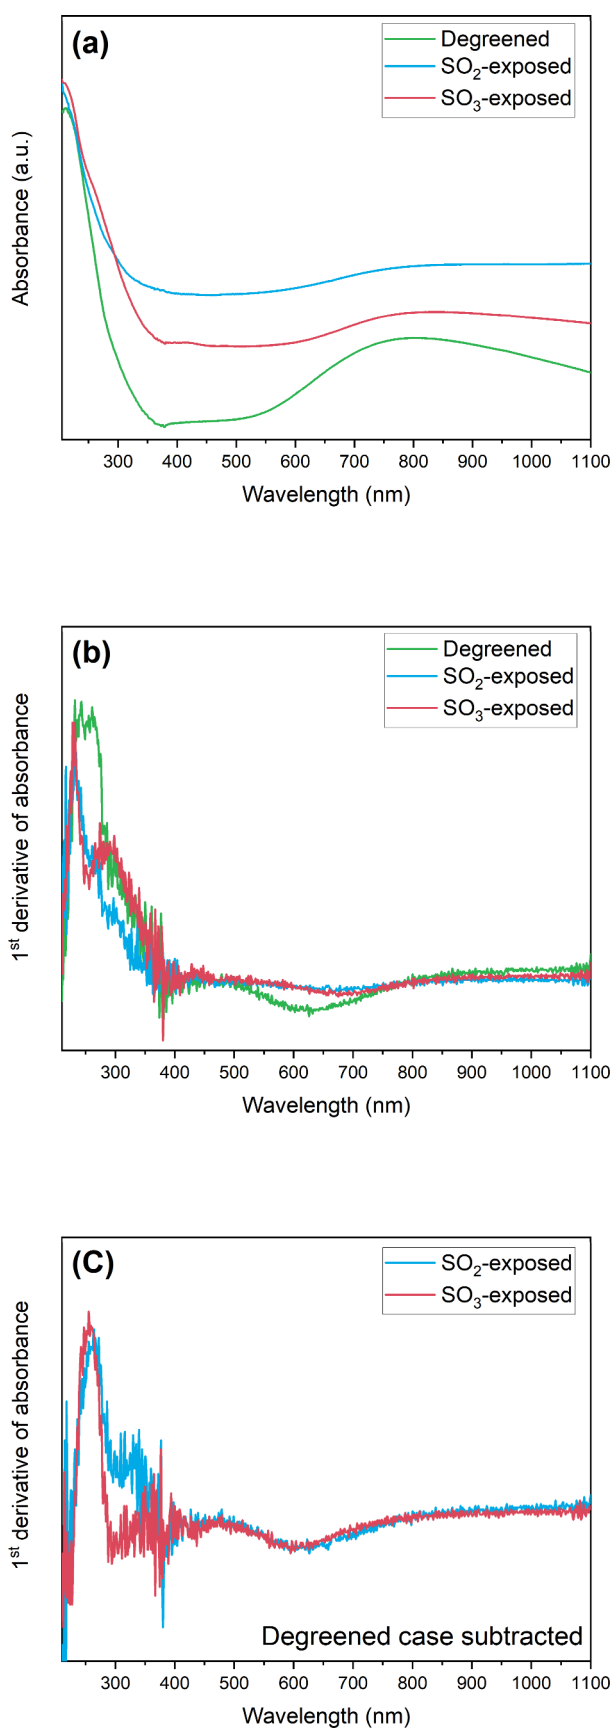 (a)
Degreened
SO₂-exposed
SO₃-exposed
Absorbance (a.u.)
300 400 500 600 700 800 900 1000 1100
Wavelength (nm)
(b)
Degreened
SO₂-exposed
SO₃-exposed
1ˢᵗ derivative of absorbance
300 400 500 600 700 800 900 1000 1100
Wavelength (nm)
(C)
SO₂-exposed
SO₃-exposed
1ˢᵗ derivative of absorbance
Degreened case subtracted
300 400 500 600 700 800 900 1000 1100
Wavelength (nm)